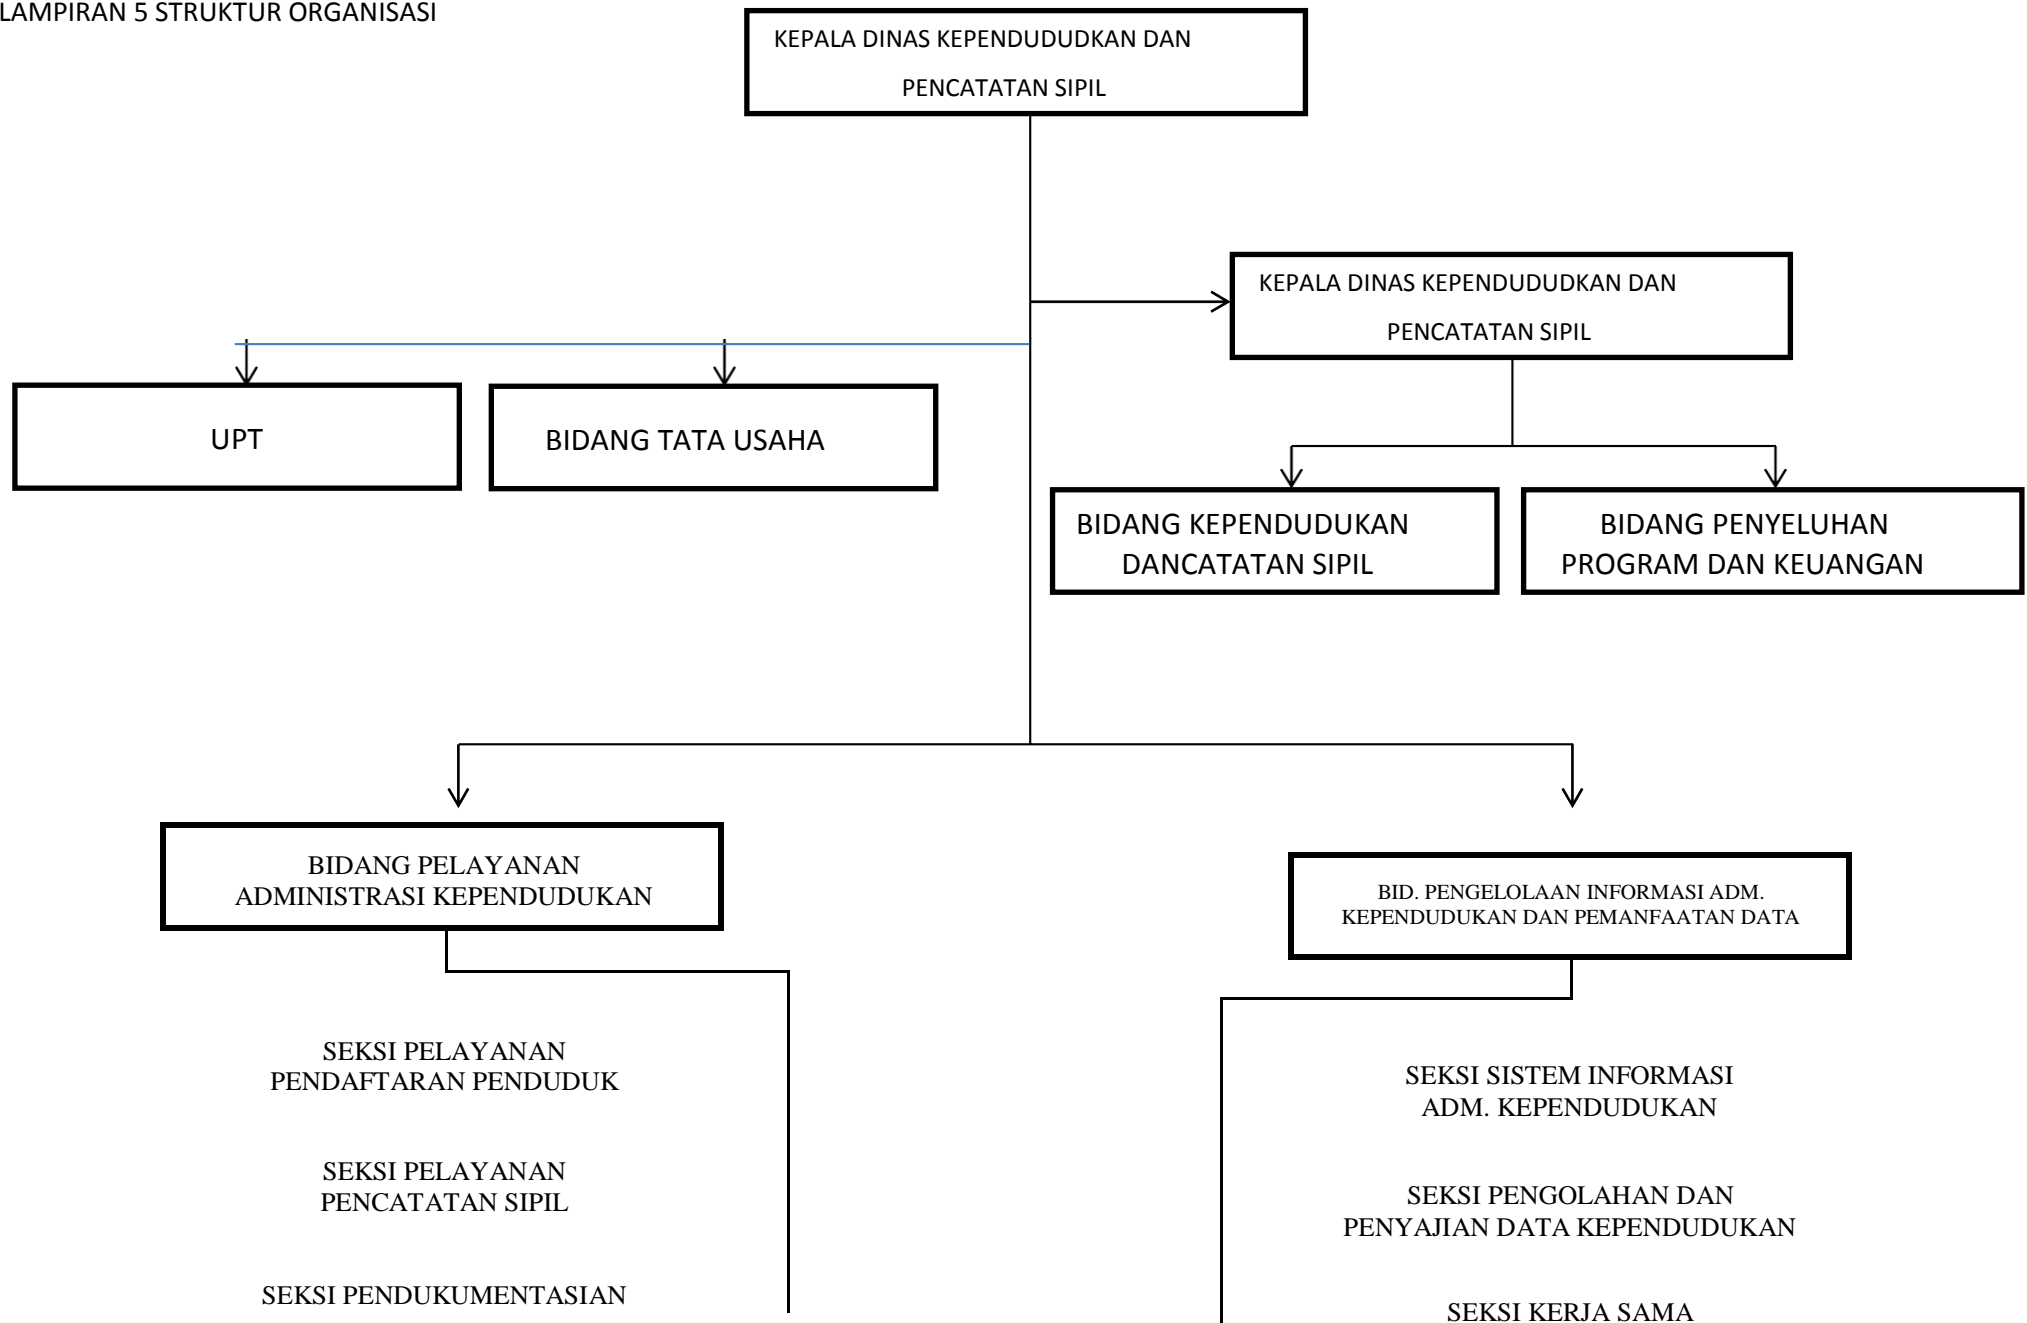 LAMPIRAN 5 STRUKTUR ORGANISASI
KEPALA DINAS KEPENDUDUDKAN DAN
PENCATATAN SIPIL
KEPALA DINAS KEPENDUDUDKAN DAN
PENCATATAN SIPIL
UPT
BIDANG TATA USAHA
BIDANG KEPENDUDUKAN
DANCATATAN SIPIL
BIDANG PENYELUHAN
PROGRAM DAN KEUANGAN
BIDANG PELAYANAN
ADMINISTRASI KEPENDUDUKAN
BID. PENGELOLAAN INFORMASI ADM.
KEPENDUDUKAN DAN PEMANFAATAN DATA
SEKSI PELAYANAN
PENDAFTARAN PENDUDUK
SEKSI PELAYANAN
PENCATATAN SIPIL
SEKSI PENDUKUMENTASIAN
SEKSI SISTEM INFORMASI
ADM. KEPENDUDUKAN
SEKSI PENGOLAHAN DAN
PENYAJIAN DATA KEPENDUDUKAN
SEKSI KERJA SAMA